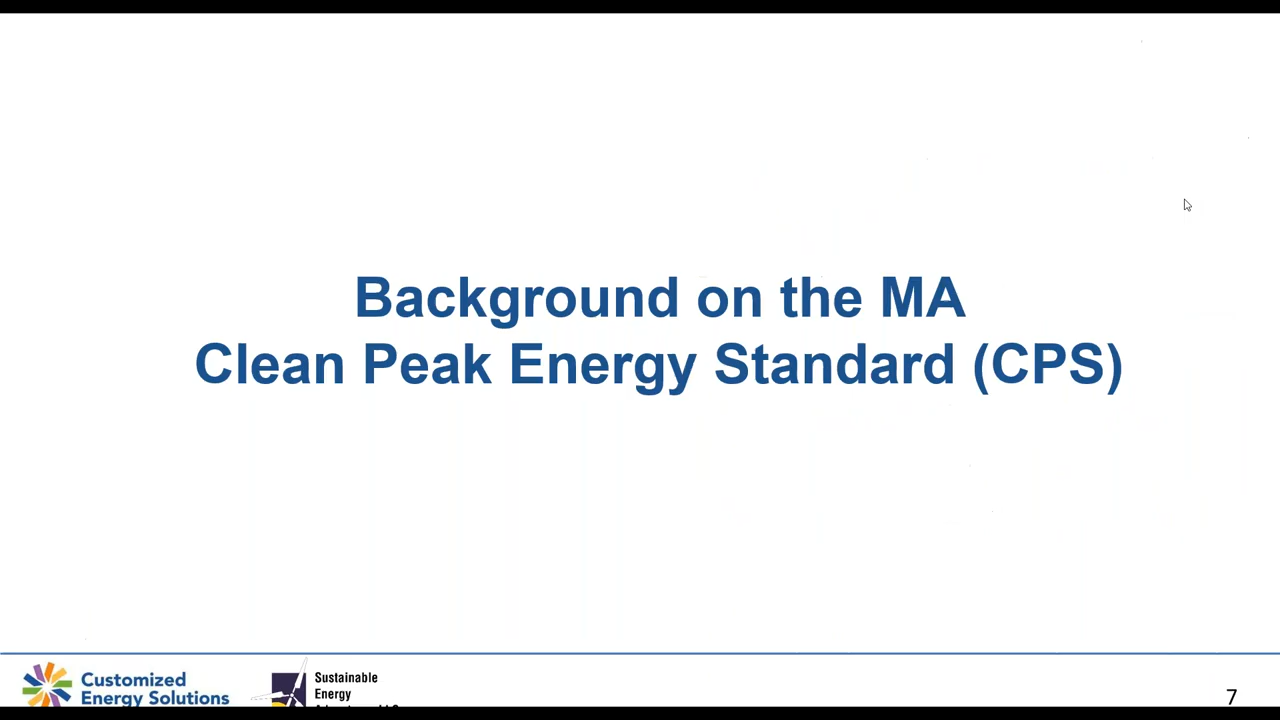 Background on the MA
Clean Peak Energy Standard (CPS)
Customized
Energy Solutions
Sustainable
Energy
7